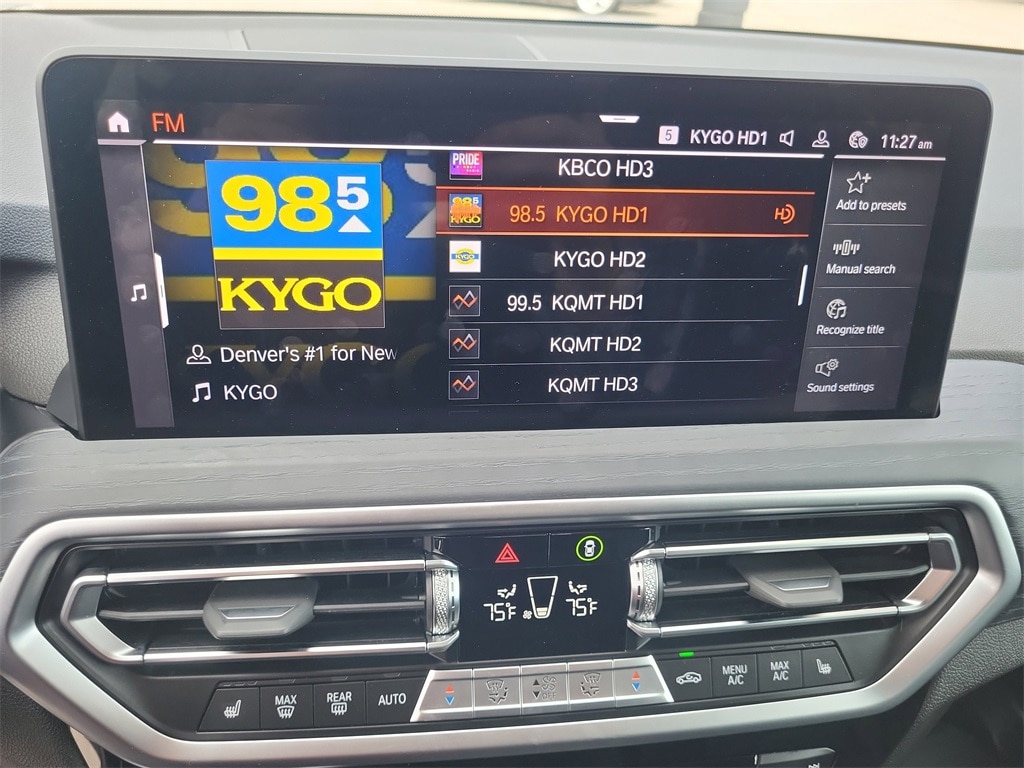 FM
5 KYGO HD1 11:27 am
98⁵
KYGO
Denver's #1 for New
KYGO
PRIDE
KBCO HD3
98.5 KYGO HD1 HD
KYGO HD2
99.5 KQMT HD1
KQMT HD2
KQMT HD3
Add to presets
Manual search
Recognize title
Sound settings
75°F 75°F
MAX
REAR
AUTO
MENU
A/C
MAX
A/C